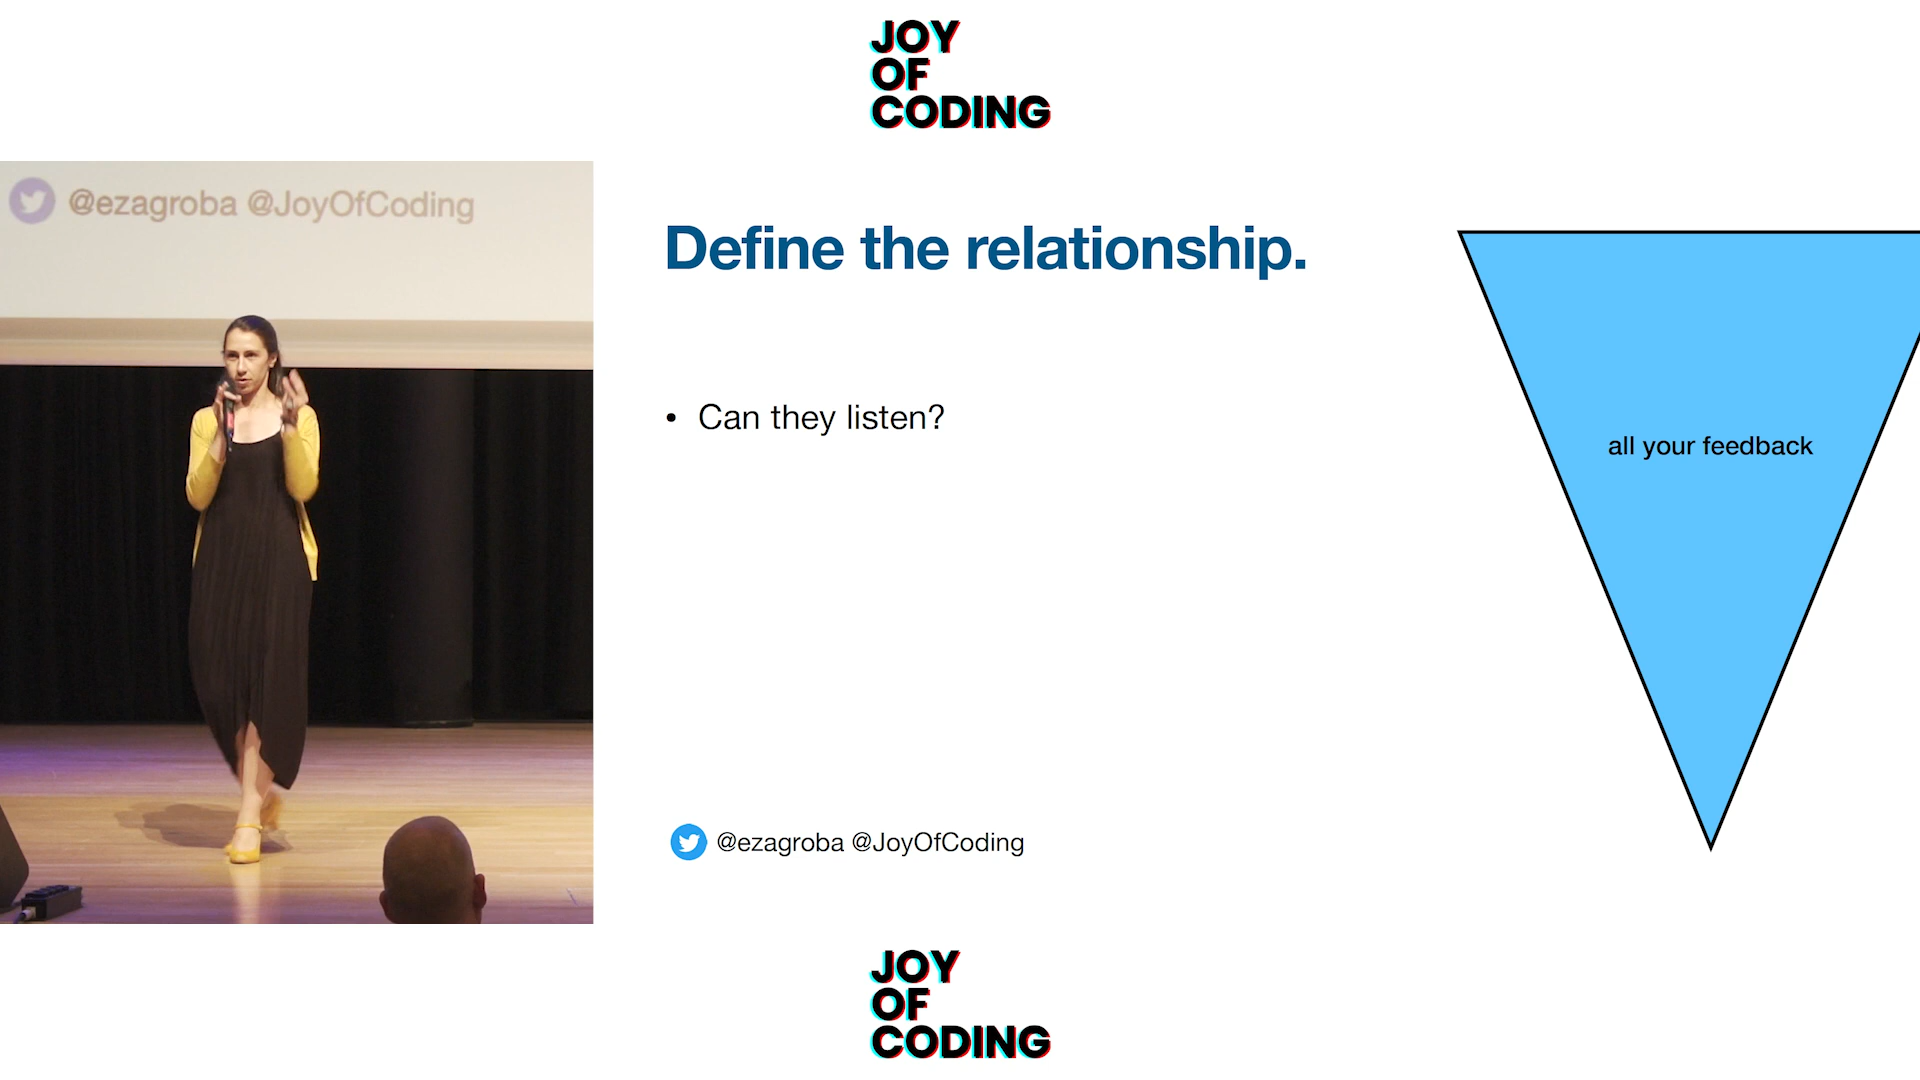 JOY
OF
CODING
@ezagroba @JoyOfCoding
Define the relationship.
• Can they listen?
all your feedback
@ezagroba @JoyOfCoding
JOY
OF
CODING